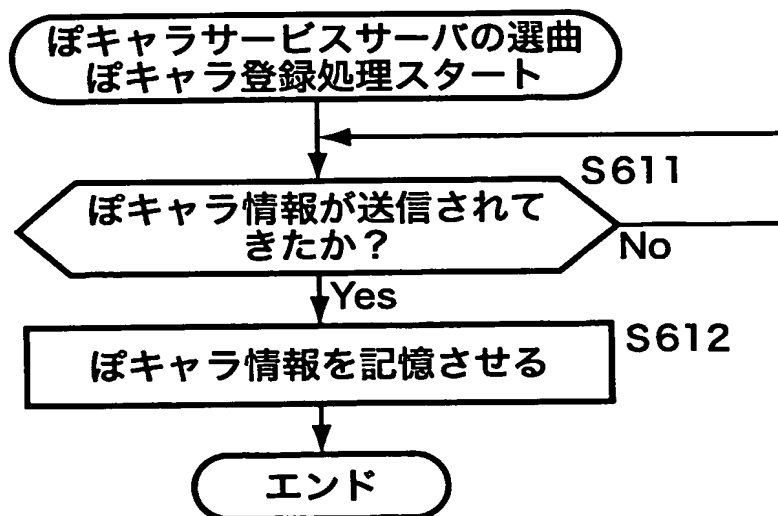 ぽキャラサービスサーバの選曲
ぽキャラ登録処理スタート
S611
ぽキャラ情報が送信されて
きたか？
No
Yes
S612
ぽキャラ情報を記憶させる
エンド